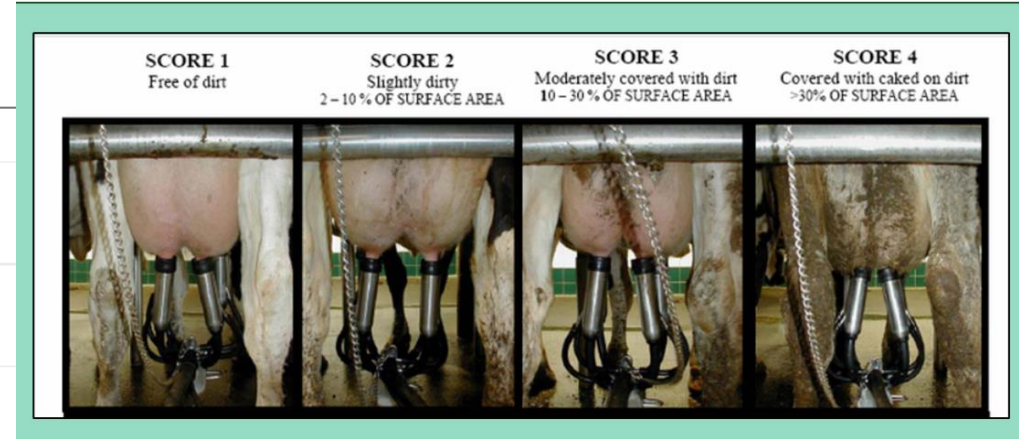 SCORE 1
Free of dirt
SCORE 2
Slightly dirty
2 – 10 % OF SURFACE AREA
SCORE 3
Moderately covered with dirt
10 – 30 % OF SURFACE AREA
SCORE 4
Covered with caked on dirt
>30% OF SURFACE AREA